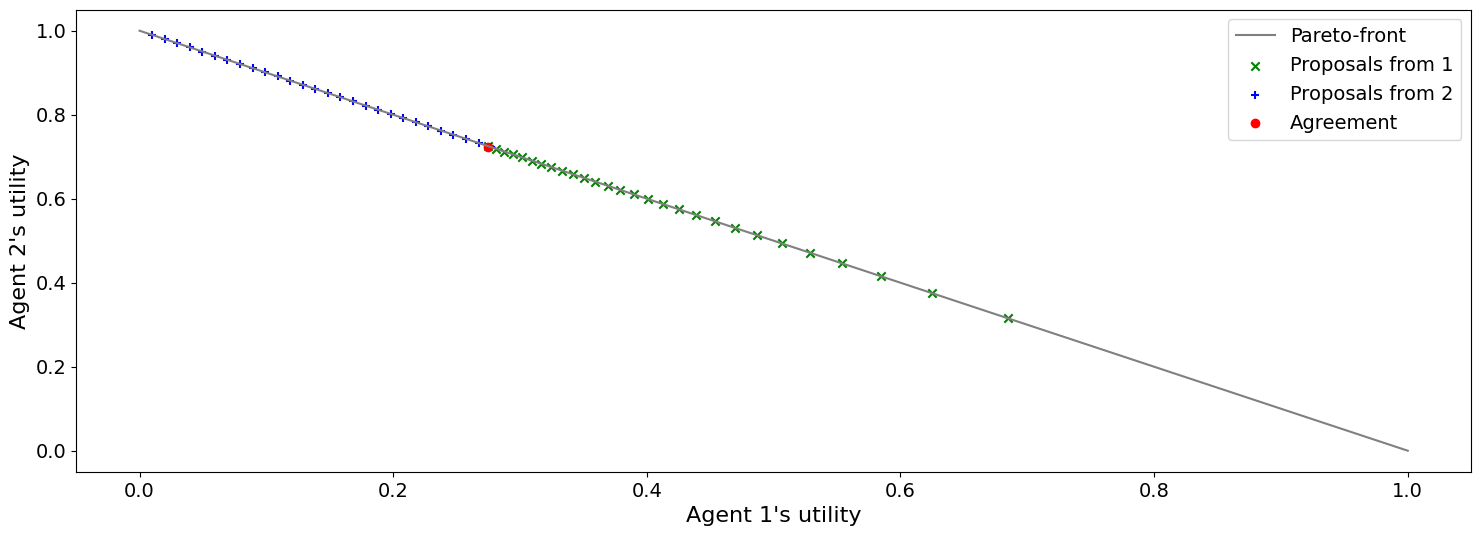 1.0
0.8
0.6
0.4
0.2
0.0
Agent 2's utility
0.0 0.2 0.4 0.6 0.8 1.0
Agent 1's utility
Pareto-front
Proposals from 1
Proposals from 2
Agreement